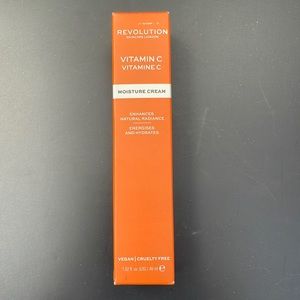 REVOLUTION
SKINCARE LONDON
VITAMIN C
VITAMINE C
MOISTURE CREAM
ENHANCES
NATURAL RADIANCE
ENERGISES
AND HYDRATES
VEGAN | CRUELTY FREE